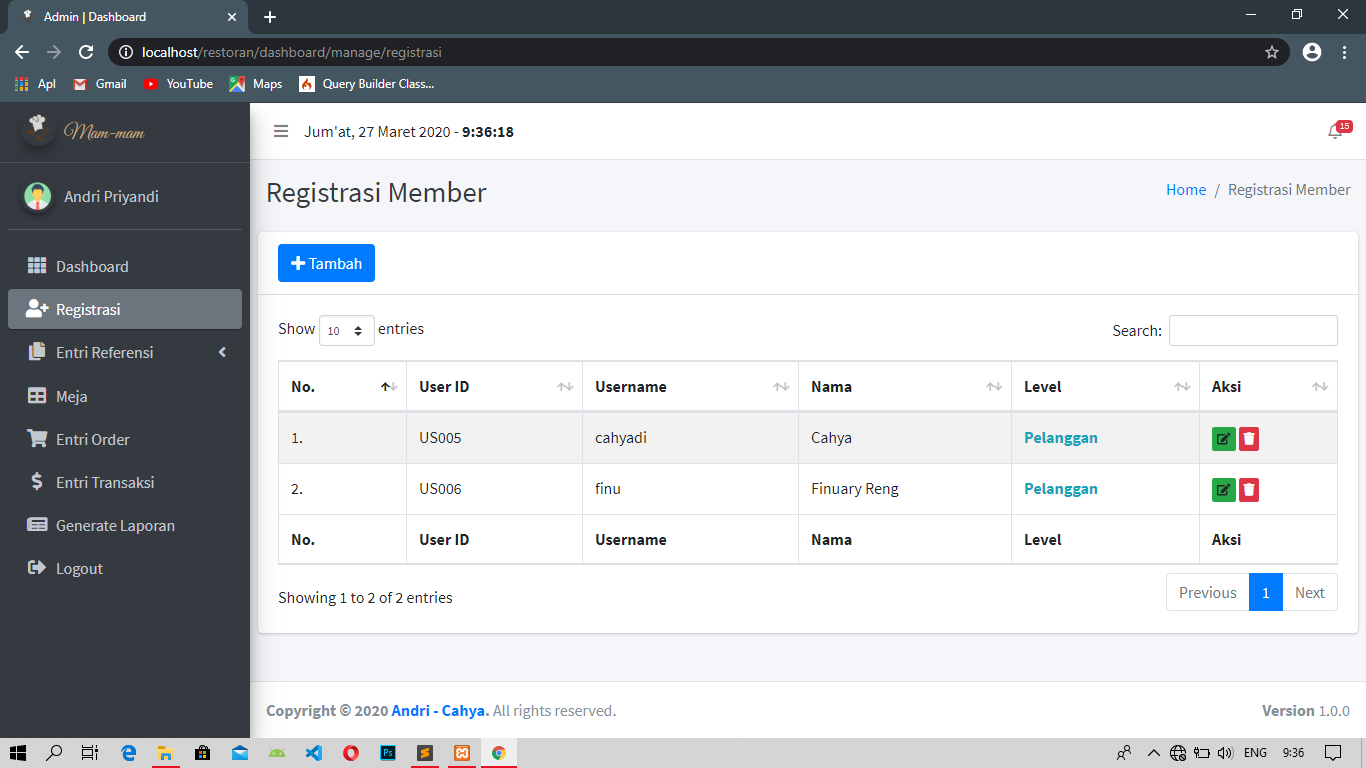 Admin | Dashboard
localhost/restoran/dashboard/manage/registrasi
Apl Gmail YouTube Maps Query Builder Class...
Mam-mam
Jum'at, 27 Maret 2020 - 9:36:18
15
Andri Priyandi
Registrasi Member
Home / Registrasi Member
Dashboard
Registrasi
Entri Referensi
Meja
Entri Order
Entri Transaksi
Generate Laporan
Logout
Tambah
Show 10 entries
Search:
No. User ID Username Nama Level Aksi
1. US005 cahyadi Cahya Pelanggan
2. US006 finu Finuary Reng Pelanggan
No. User ID Username Nama Level Aksi
Showing 1 to 2 of 2 entries
Previous 1 Next
Copyright © 2020 Andri - Cahya. All rights reserved.
Version 1.0.0
Ps
ENG 9:36